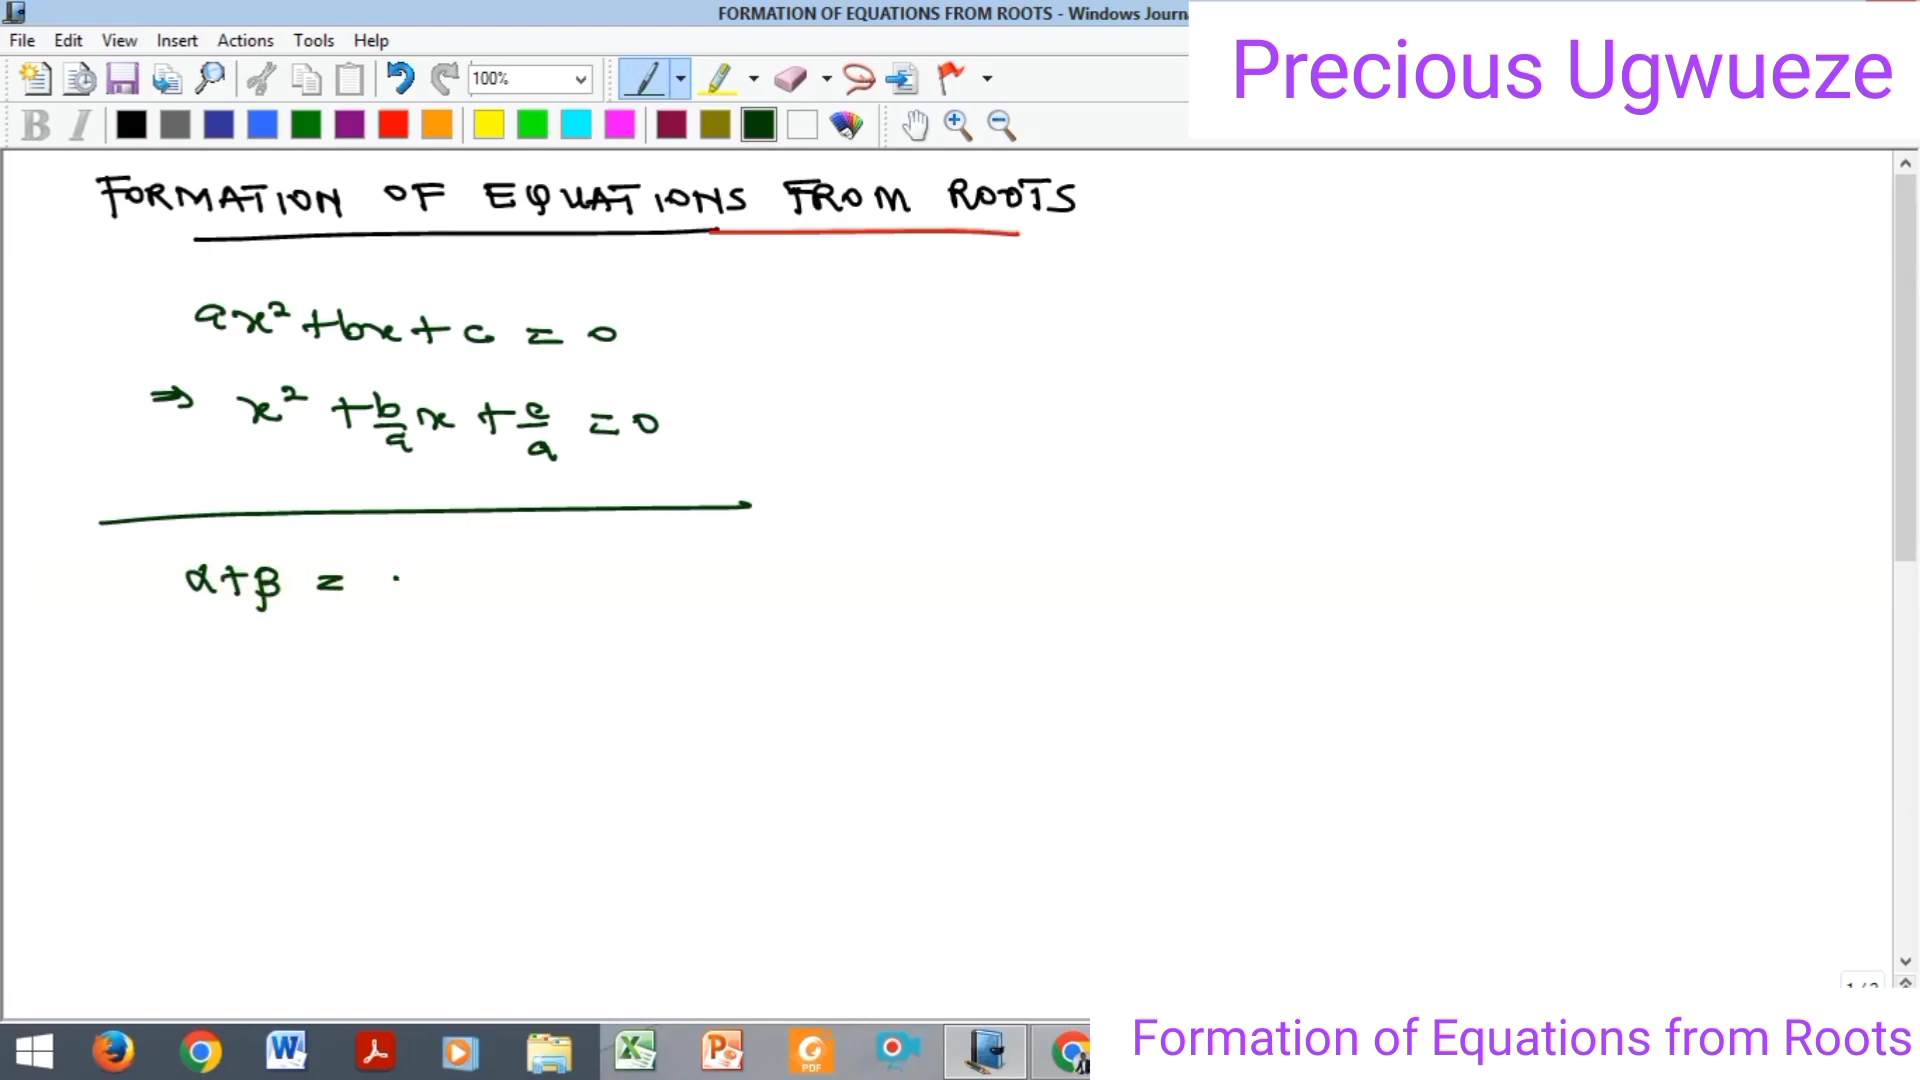 FORMATION OF EQUATIONS FROM ROOTS - Windows Journa
Precious Ugwueze
File Edit View Insert Actions Tools Help
100%
B I
FORMATION OF EQUATIONS FROM ROOTS
ax² + bx + c = 0
⇒ x² + b/a x + c/a = 0
α+β =
Formation of Equations from Roots